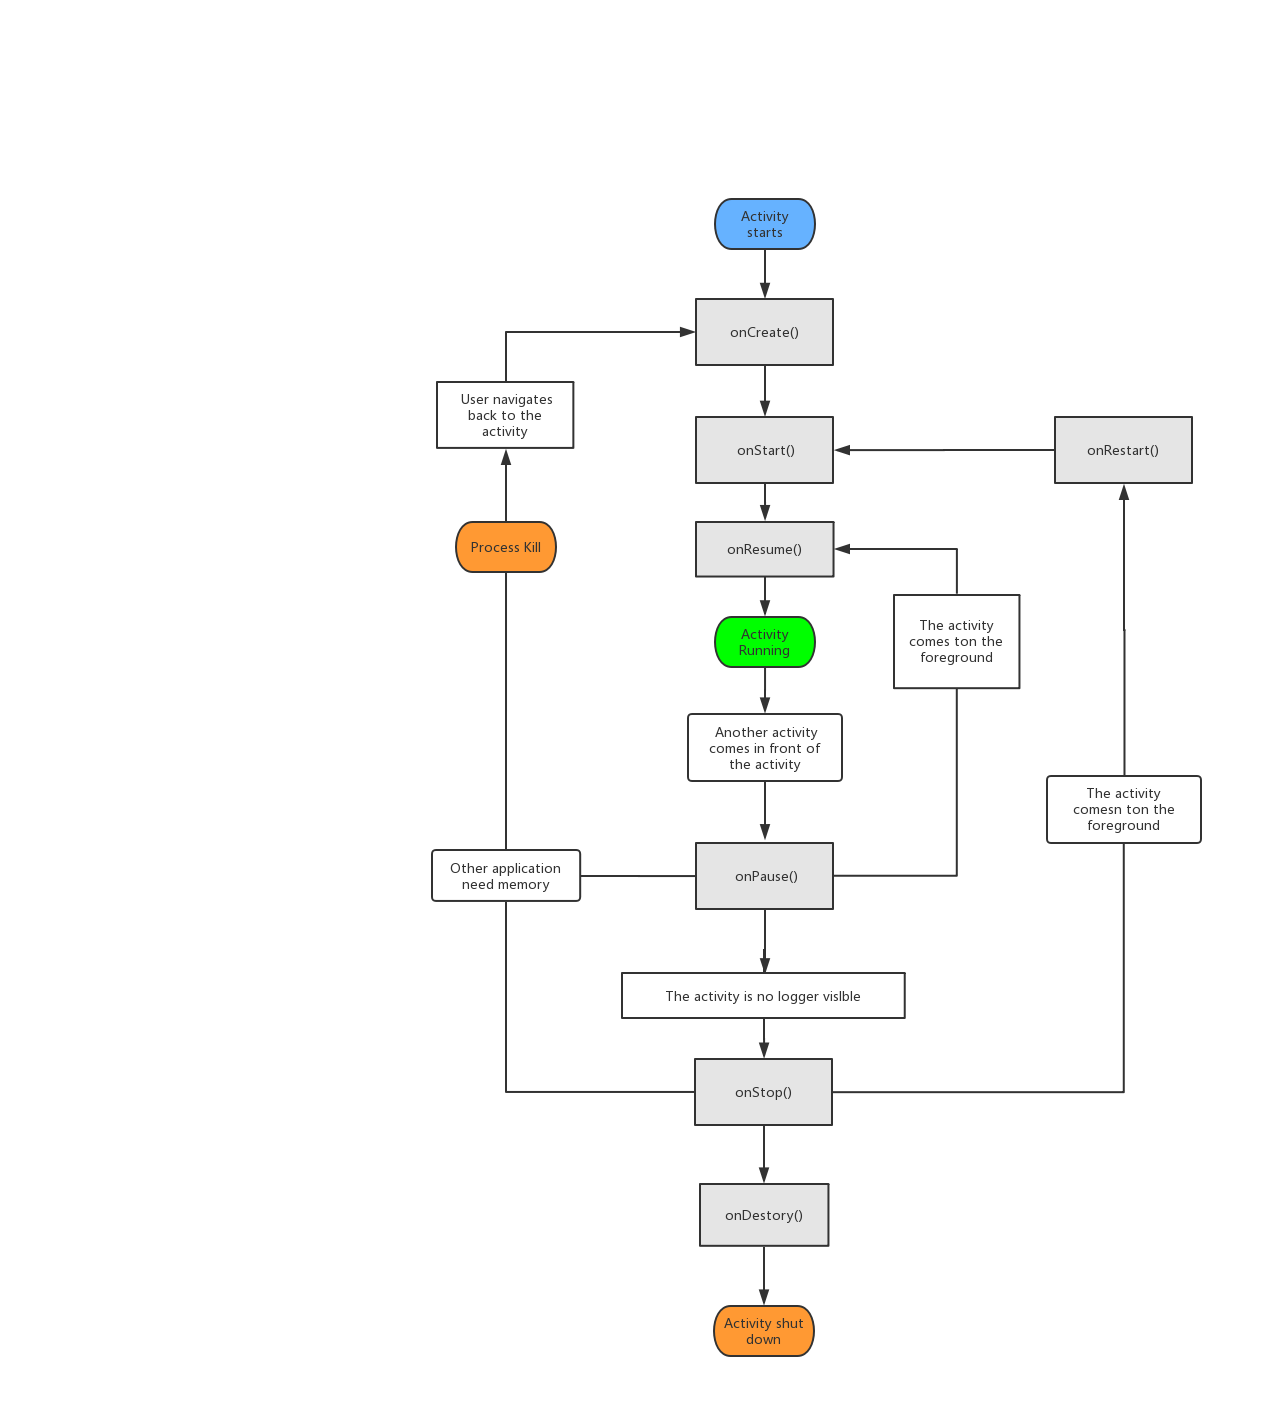 Activity
starts
onCreate()
User navigates
back to the
activity
onStart()
onRestart()
Process Kill
onResume()
The activity
comes ton the
foreground
Activity
Running
Another activity
comes in front of
the activity
The activity
comesn ton the
foreground
Other application
need memory
onPause()
The activity is no logger vislble
onStop()
onDestory()
Activity shut
down